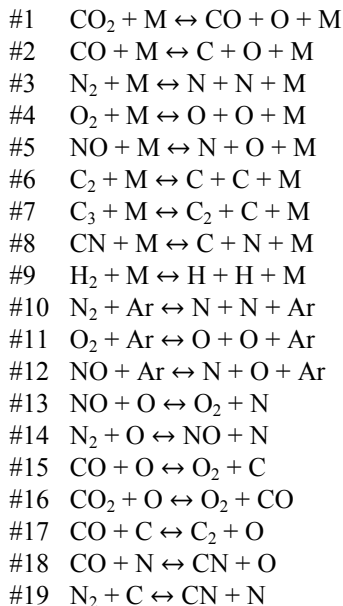 #1 CO₂ + M ↔ CO + O + M
#2 CO + M ↔ C + O + M
#3 N₂ + M ↔ N + N + M
#4 O₂ + M ↔ O + O + M
#5 NO + M ↔ N + O + M
#6 C₂ + M ↔ C + C + M
#7 C₃ + M ↔ C₂ + C + M
#8 CN + M ↔ C + N + M
#9 H₂ + M ↔ H + H + M
#10 N₂ + Ar ↔ N + N + Ar
#11 O₂ + Ar ↔ O + O + Ar
#12 NO + Ar ↔ N + O + Ar
#13 NO + O ↔ O₂ + N
#14 N₂ + O ↔ NO + N
#15 CO + O ↔ O₂ + C
#16 CO₂ + O ↔ O₂ + CO
#17 CO + C ↔ C₂ + O
#18 CO + N ↔ CN + O
#19 N₂ + C ↔ CN + N